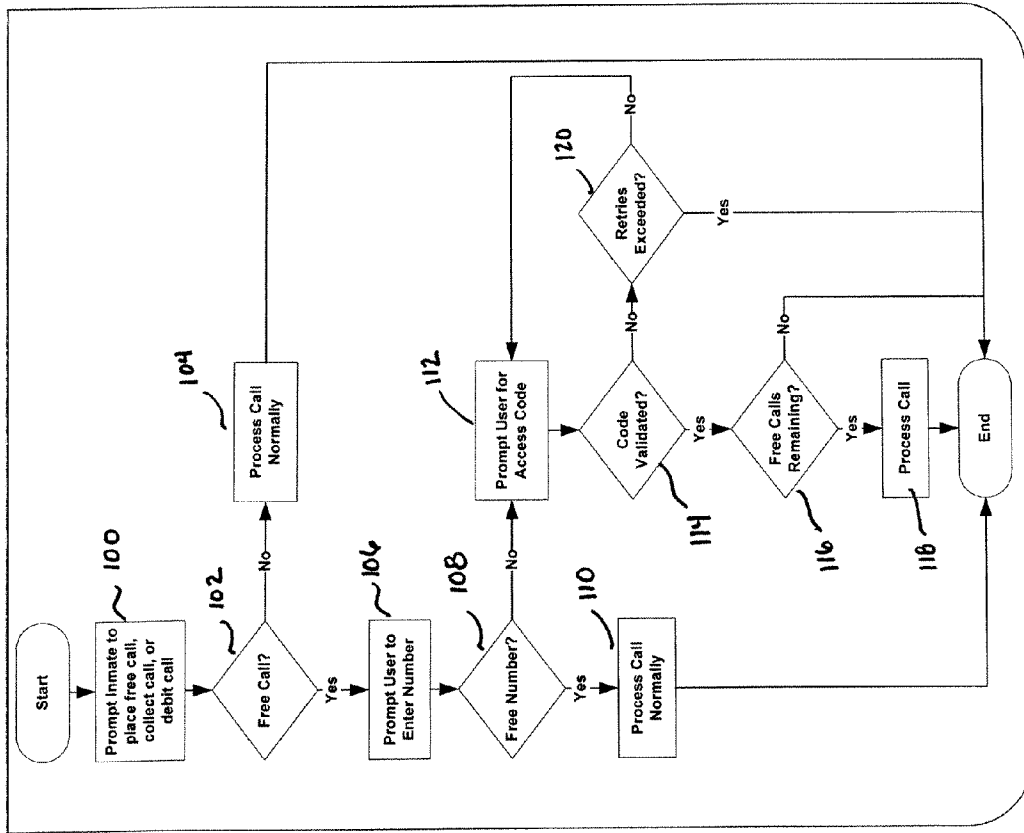 Start
Prompt Inmate to
place free call,
collect call, or
debit call
100
Free Call?
102
No
Process Call
Normally
104
Yes
Prompt User to
Enter Number
106
Free Number?
108
No
Prompt User for
Access Code
112
Yes
Process Call
Normally
110
Code
Validated?
114
No
Retries
Exceeded?
120
No
Yes
Yes
Free Calls
Remaining?
116
No
Yes
Process Call
118
End